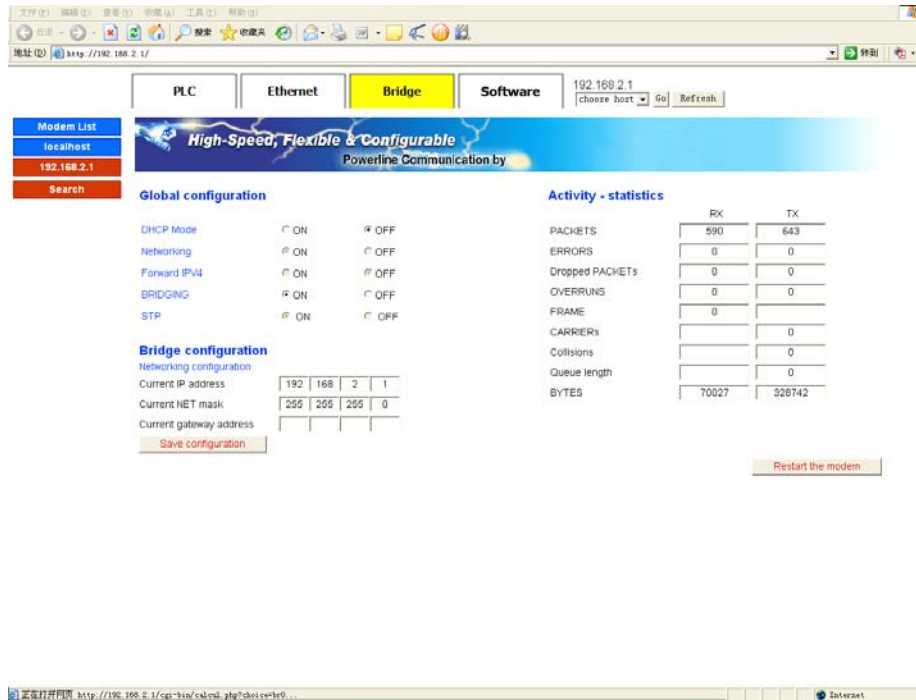 文件(F) 编辑(E) 查看(V) 收藏(A) 工具(T) 帮助(H)
后退 搜索 收藏夹
地址(D) http://192.168.2.1/ 转到
PLC Ethernet Bridge Software
192.168.2.1
choose host Go Refresh
Modem List
localhost
192.168.2.1
Search
High-Speed, Flexible & Configurable
Powerline Communication by
Global configuration
DHCP Mode ON OFF
Networking ON OFF
Forward IPV4 ON OFF
BRIDGING ON OFF
STP ON OFF
Bridge configuration
Networking configuration
Current IP address 192 168 2 1
Current NET mask 255 255 255 0
Current gateway address
Save configuration
Activity - statistics
RX TX
PACKETS 590 643
ERRORS 0 0
Dropped PACKETs 0 0
OVERRUNS 0 0
FRAME 0
CARRIERs 0
Collisions 0
Queue length 0
BYTES 70027 328742
Restart the modem
正在打开网页 http://192.168.2.1/cgi-bin/calcul.php?choice=br0... Internet